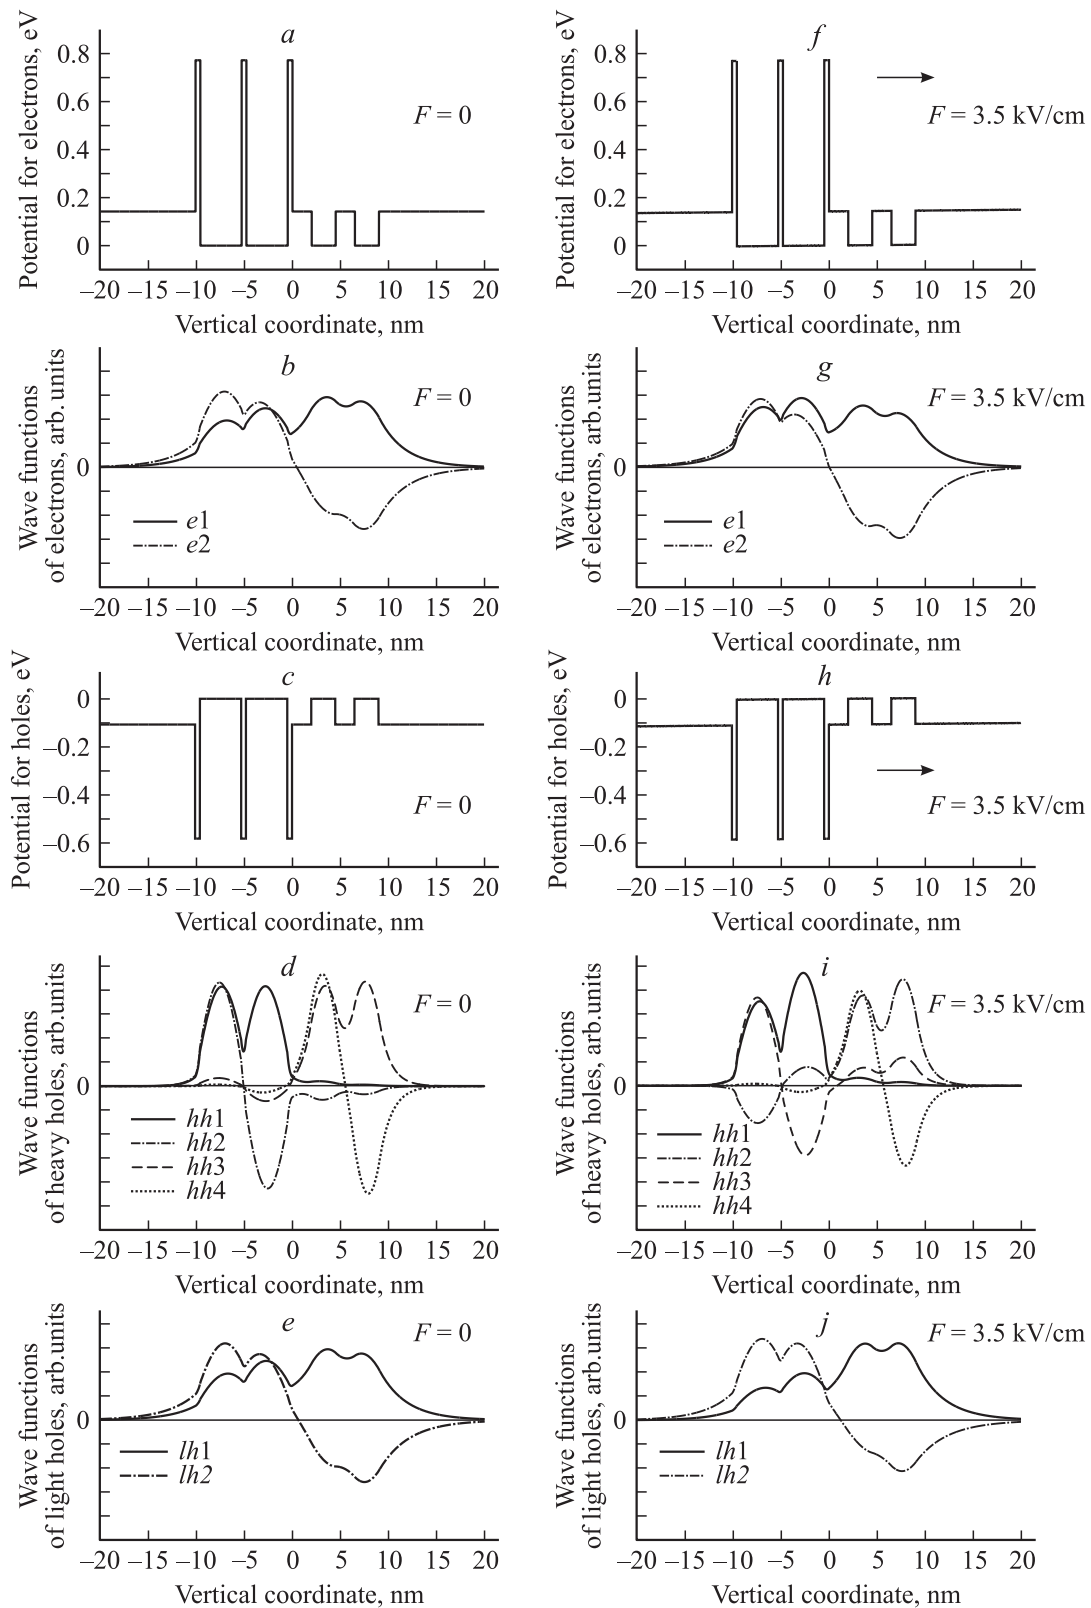 a
Potential for electrons, eV
0.8
0.6
0.4
0.2
0
F = 0
–20 –15 –10 –5 0 5 10 15 20
Vertical coordinate, nm
f
Potential for electrons, eV
0.8
0.6
0.4
0.2
0
F = 3.5 kV/cm
–20 –15 –10 –5 0 5 10 15 20
Vertical coordinate, nm
b
Wave functions
of electrons, arb.units
0
F = 0
e1
e2
–20 –15 –10 –5 0 5 10 15 20
Vertical coordinate, nm
g
Wave functions
of electrons, arb.units
0
F = 3.5 kV/cm
e1
e2
–20 –15 –10 –5 0 5 10 15 20
Vertical coordinate, nm
c
Potential for holes, eV
0
–0.2
–0.4
–0.6
F = 0
–20 –15 –10 –5 0 5 10 15 20
Vertical coordinate, nm
h
Potential for holes, eV
0
–0.2
–0.4
–0.6
F = 3.5 kV/cm
–20 –15 –10 –5 0 5 10 15 20
Vertical coordinate, nm
d
Wave functions
of heavy holes, arb.units
0
F = 0
hh1
hh2
hh3
hh4
–20 –15 –10 –5 0 5 10 15 20
Vertical coordinate, nm
i
Wave functions
of heavy holes, arb.units
0
F = 3.5 kV/cm
hh1
hh2
hh3
hh4
–20 –15 –10 –5 0 5 10 15 20
Vertical coordinate, nm
e
Wave functions
of light holes, arb.units
0
F = 0
lh1
lh2
–20 –15 –10 –5 0 5 10 15 20
Vertical coordinate, nm
j
Wave functions
of light holes, arb.units
0
F = 3.5 kV/cm
lh1
lh2
–20 –15 –10 –5 0 5 10 15 20
Vertical coordinate, nm